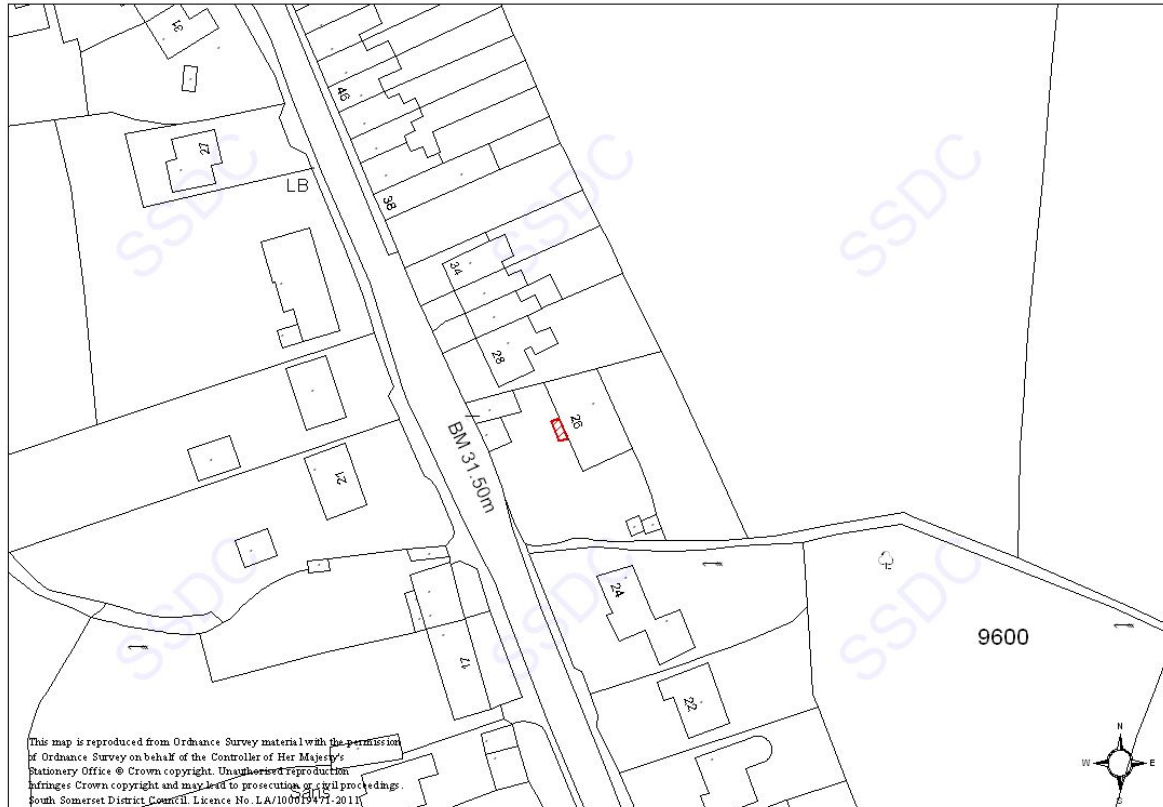 31
46
27
SSDC
SSDC
SSDC
LB
38
34
28
26
BM 31.50m
21
SSDC
SSDC
SSDC
24
9600
17
22
This map is reproduced from Ordnance Survey material with the permission
of Ordnance Survey on behalf of the Controller of Her Majesty's
Stationery Office © Crown copyright. Unauthorised reproduction
infringes Crown copyright and may lead to prosecution or civil proceedings.
South Somerset District Council. Licence No. LA/100019471-2011
Sans
N
W
E
S